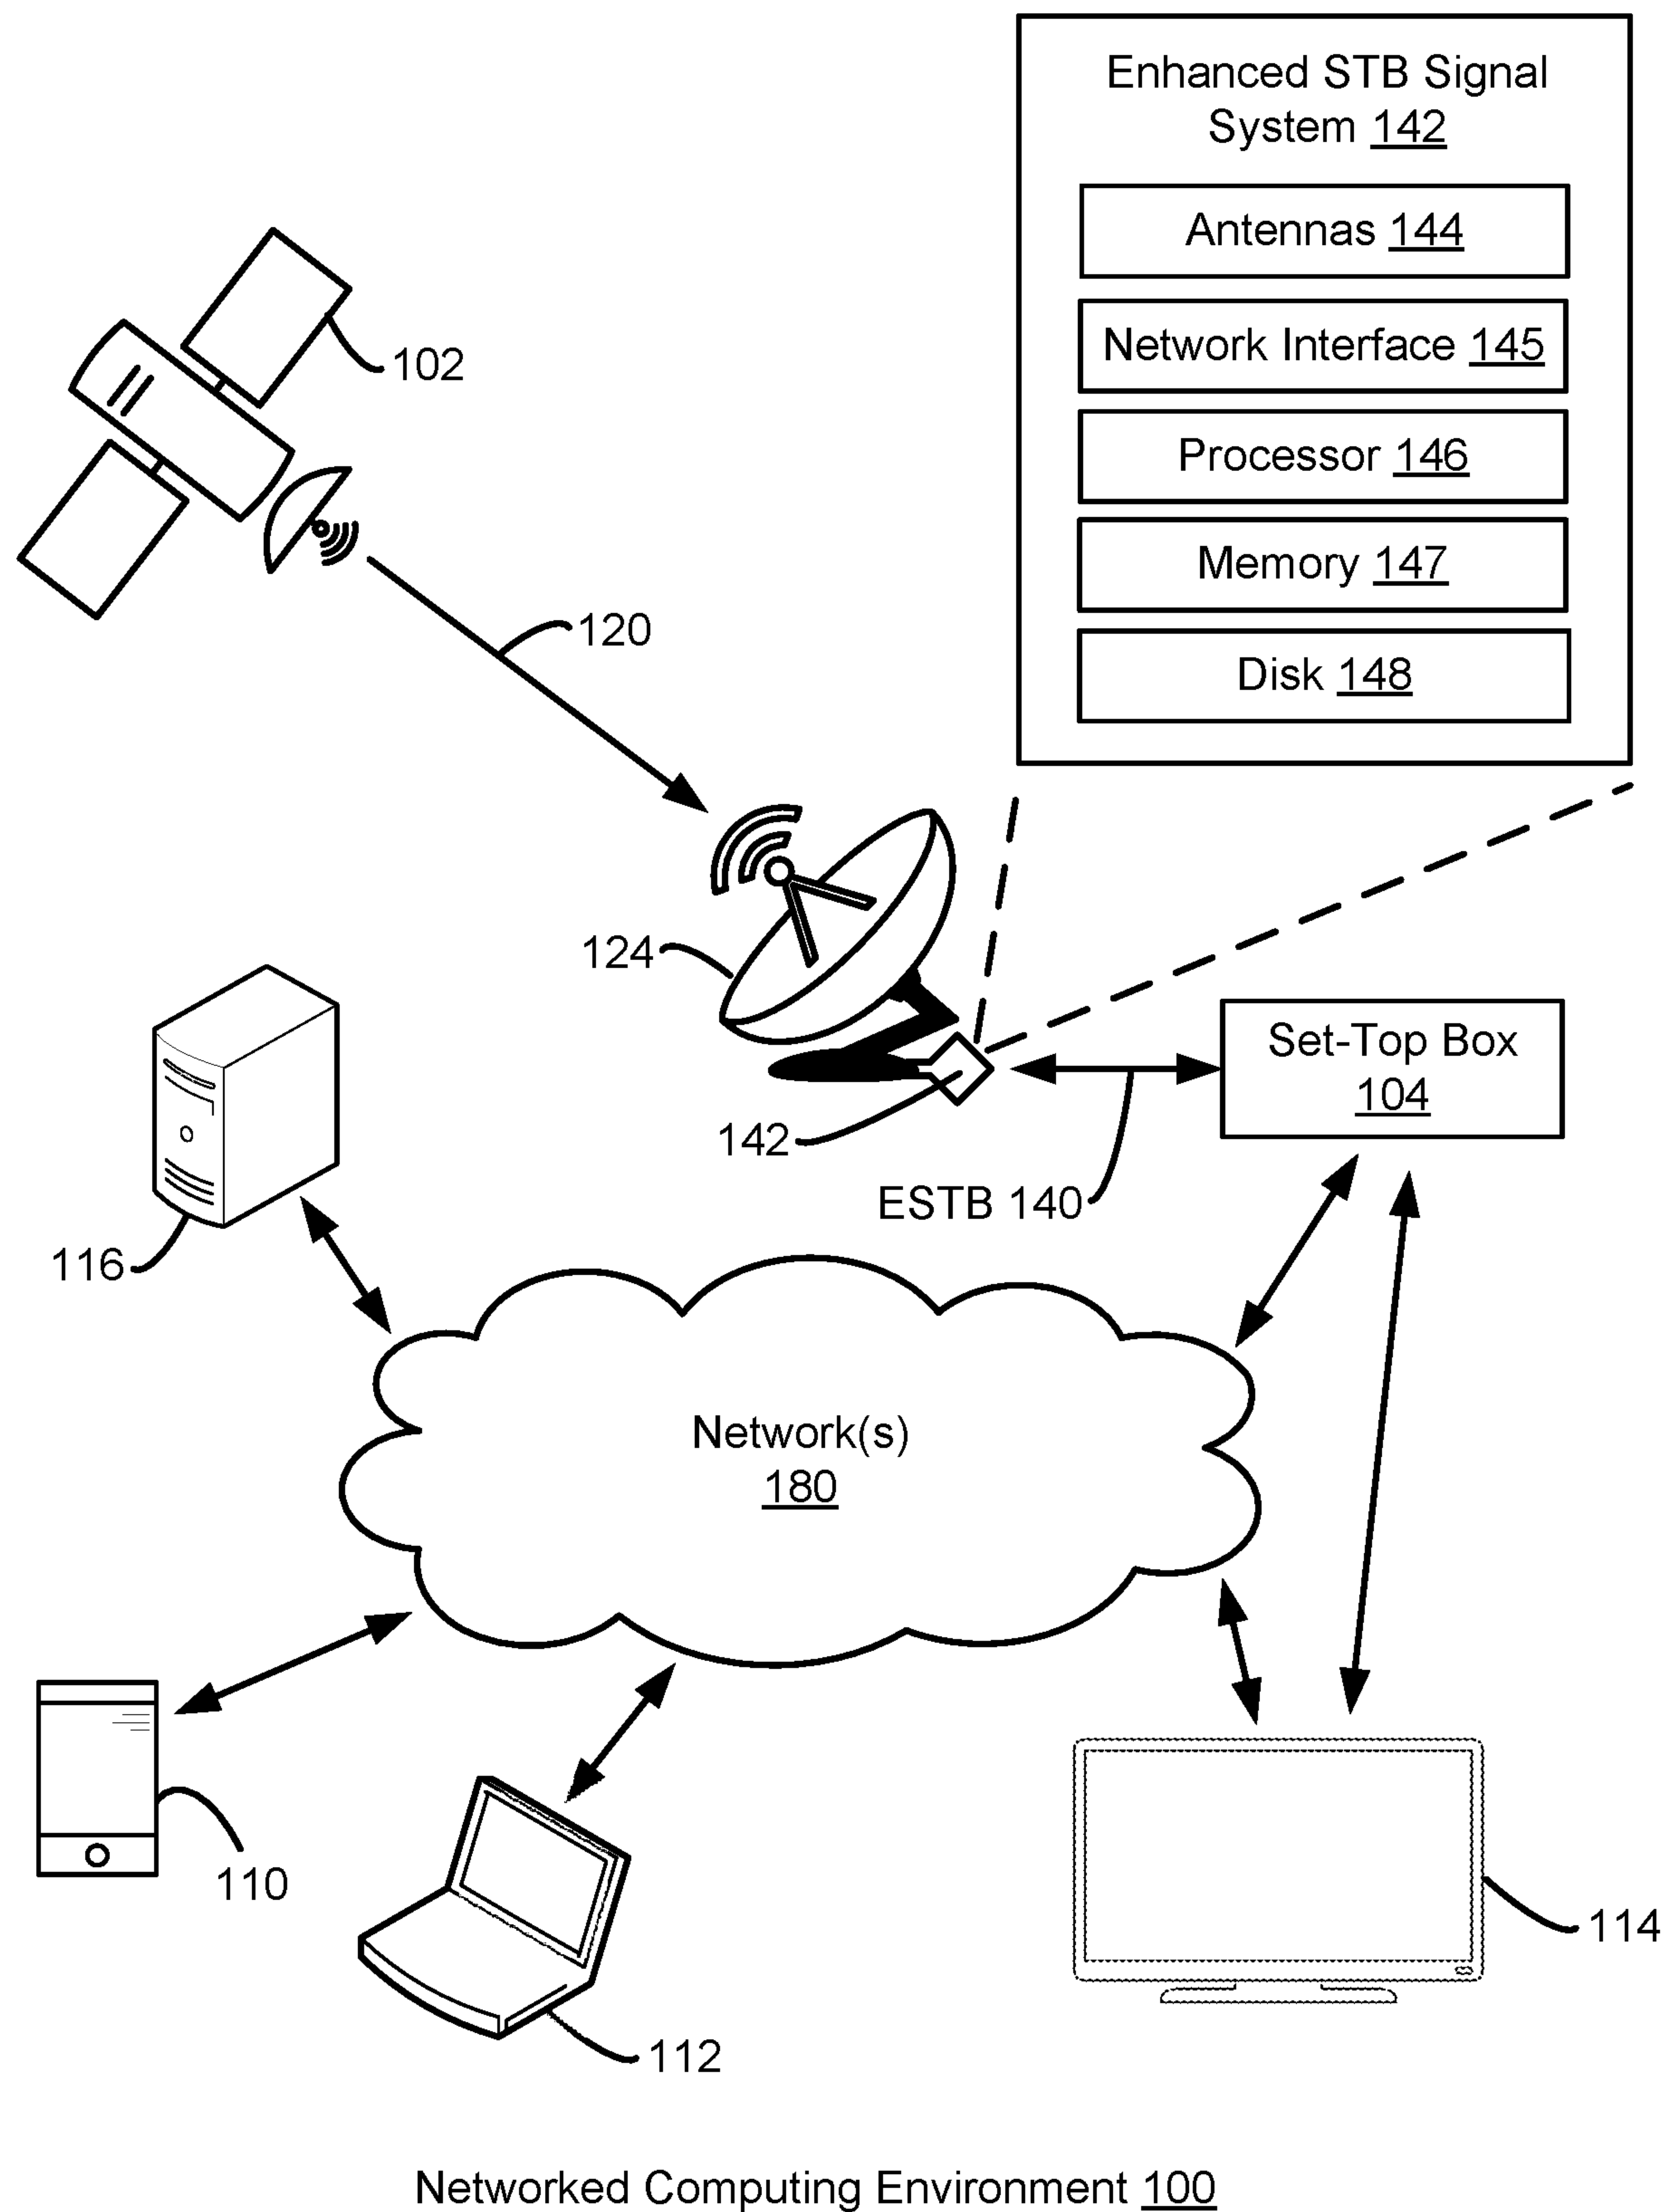 Enhanced STB Signal
System 142
Antennas 144
Network Interface 145
Processor 146
Memory 147
Disk 148
102
120
124
Set-Top Box
104
142
ESTB 140
116
Network(s)
180
110
114
112
Networked Computing Environment 100